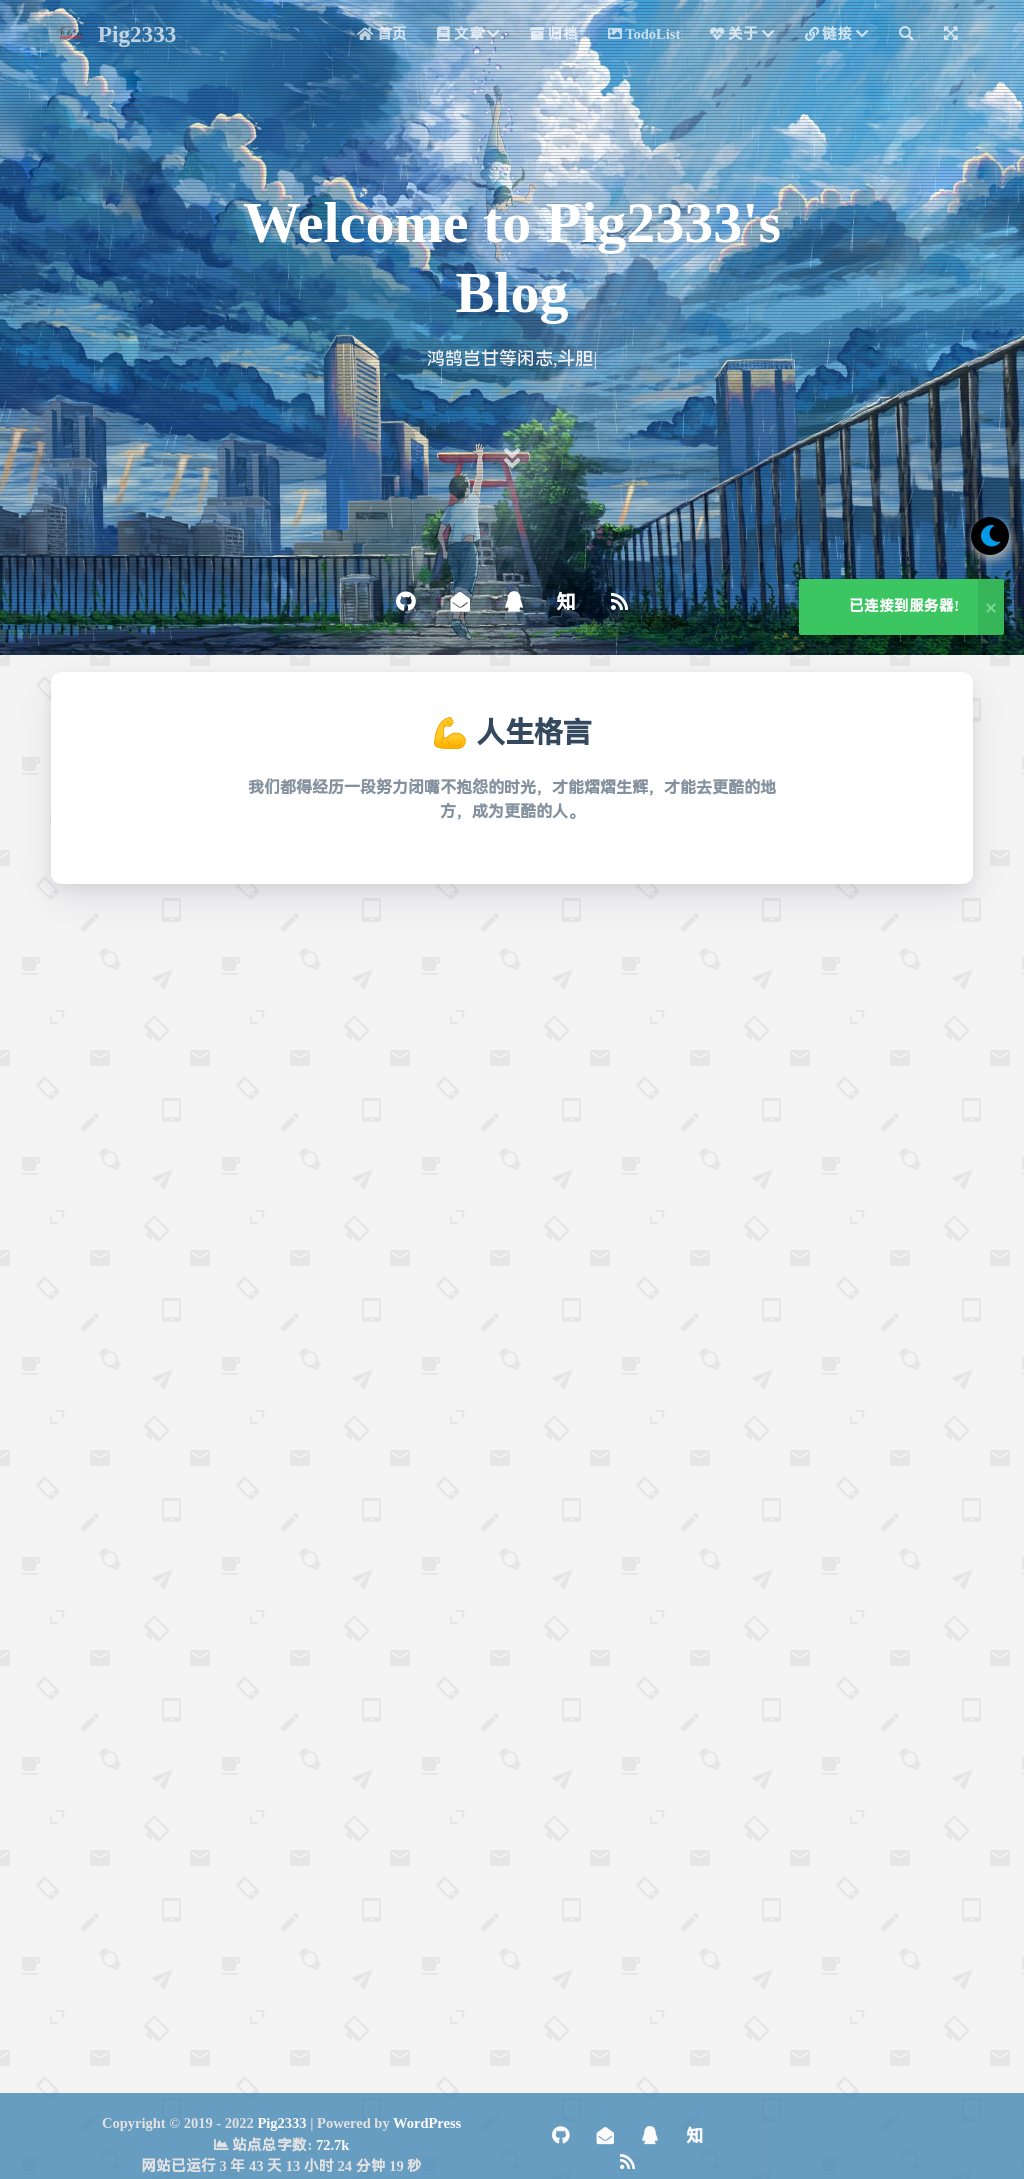 Pig2333
首页 文章 归档 TodoList 关于 链接
Welcome to Pig2333's
Blog
鸿鹄岂甘等闲志,斗胆|
知
已连接到服务器!
×
💪 人生格言
我们都得经历一段努力闭嘴不抱怨的时光，才能熠熠生辉，才能去更酷的地
方，成为更酷的人。
Copyright © 2019 - 2022 Pig2333 | Powered by WordPress
站点总字数: 72.7k
网站已运行 3 年 43 天 13 小时 24 分钟 19 秒
知